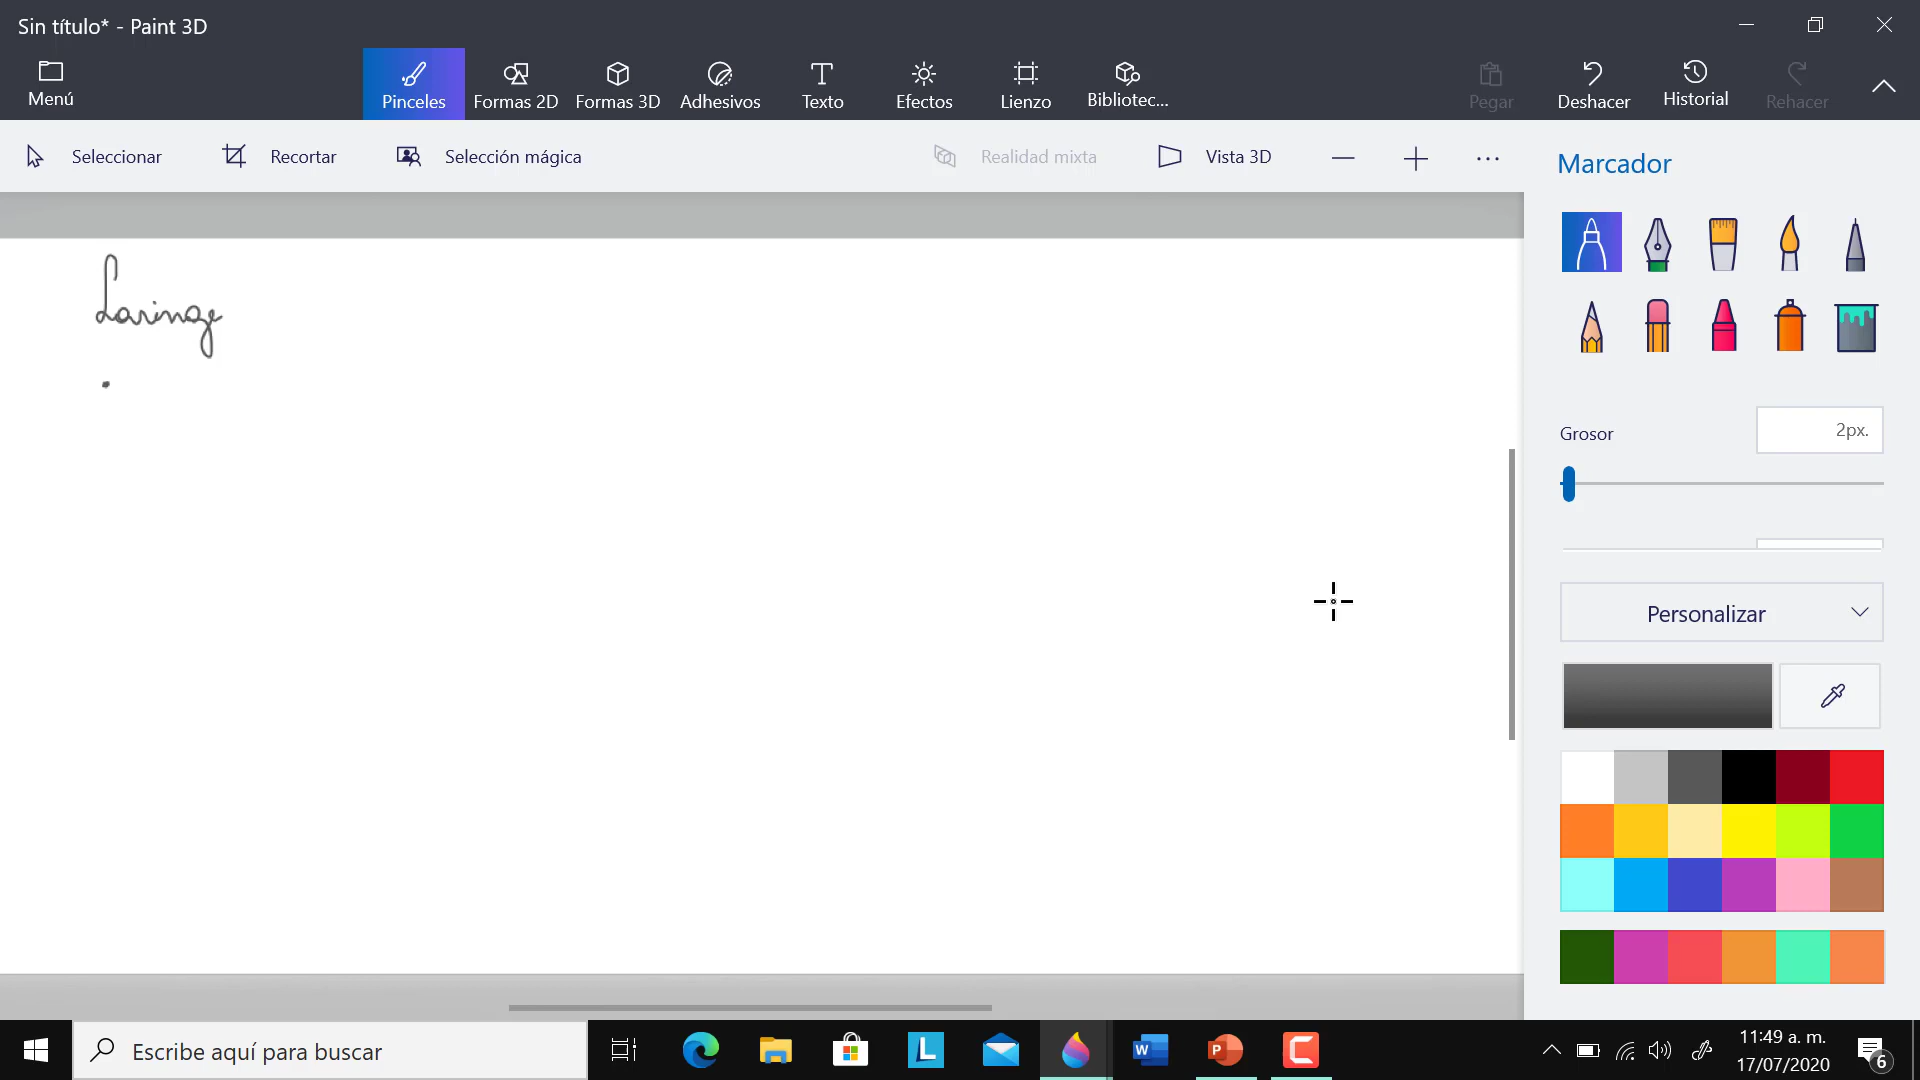 Sin título* - Paint 3D
Menú
Pinceles Formas 2D Formas 3D Adhesivos Texto Efectos Lienzo Bibliotec... Pegar Deshacer Historial Rehacer
Seleccionar Recortar Selección mágica Realidad mixta Vista 3D
Marcador
Laringe
.
Grosor 2px.
Personalizar
Escribe aquí para buscar
11:49 a. m.
17/07/2020
6